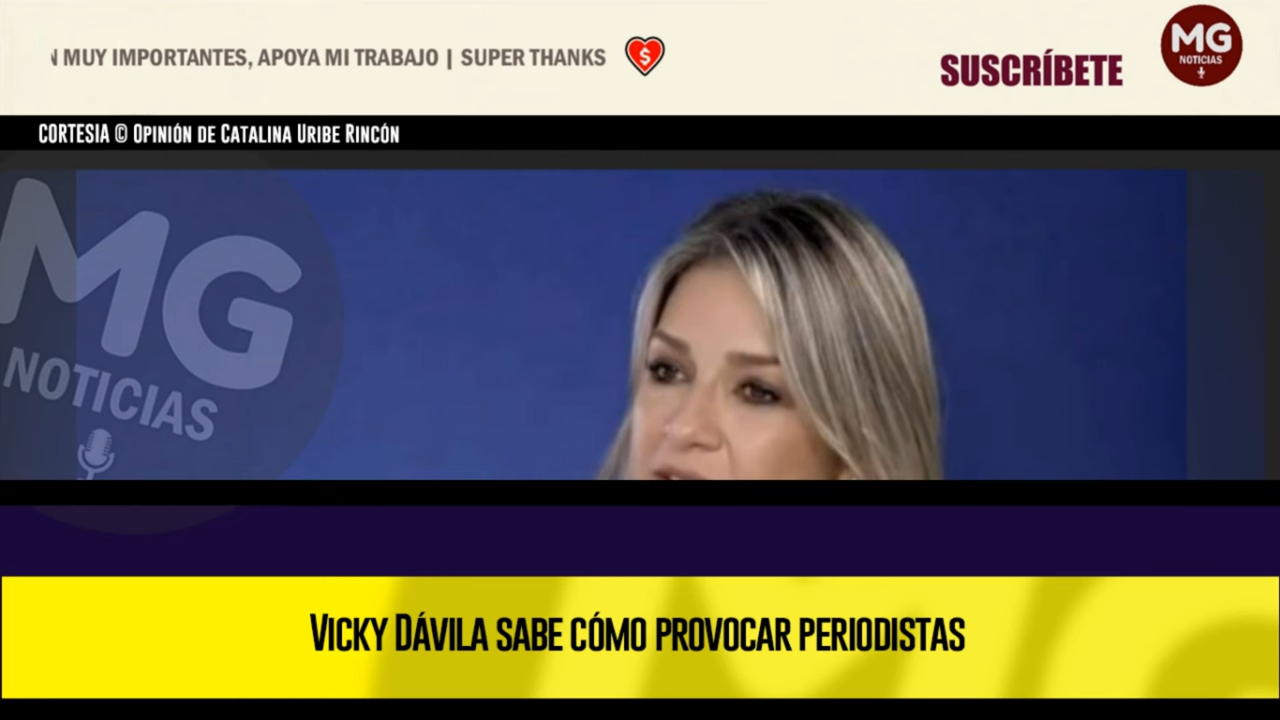 MUY IMPORTANTES, APOYA MI TRABAJO | SUPER THANKS
$
SUSCRÍBETE
MG
NOTICIAS
CORTESIA © OPINIÓN DE CATALINA URIBE RINCÓN
MG
NOTICIAS
VICKY DÁVILA SABE CÓMO PROVOCAR PERIODISTAS